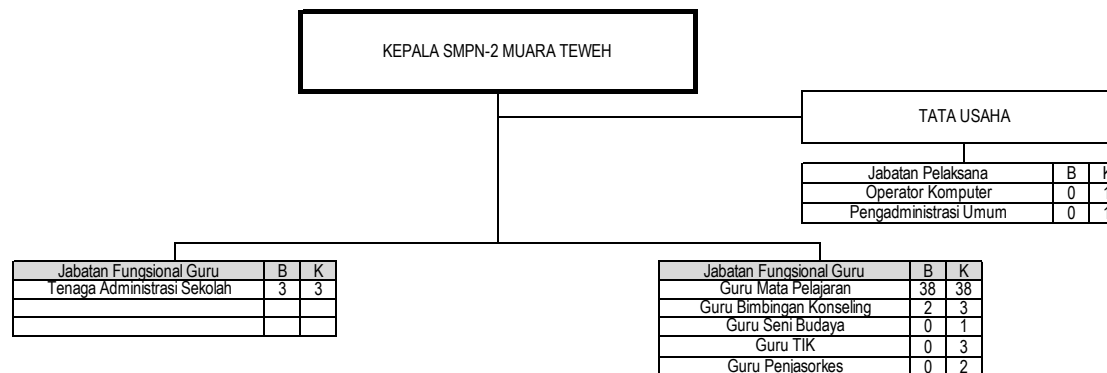 KEPALA SMPN-2 MUARA TEWEH
TATA USAHA
Jabatan Pelaksana B K
Operator Komputer 0 1
Pengadministrasi Umum 0 1
Jabatan Fungsional Guru B K
Tenaga Administrasi Sekolah 3 3
Jabatan Fungsional Guru B K
Guru Mata Pelajaran 38 38
Guru Bimbingan Konseling 2 3
Guru Seni Budaya 0 1
Guru TIK 0 3
Guru Penjasorkes 0 2